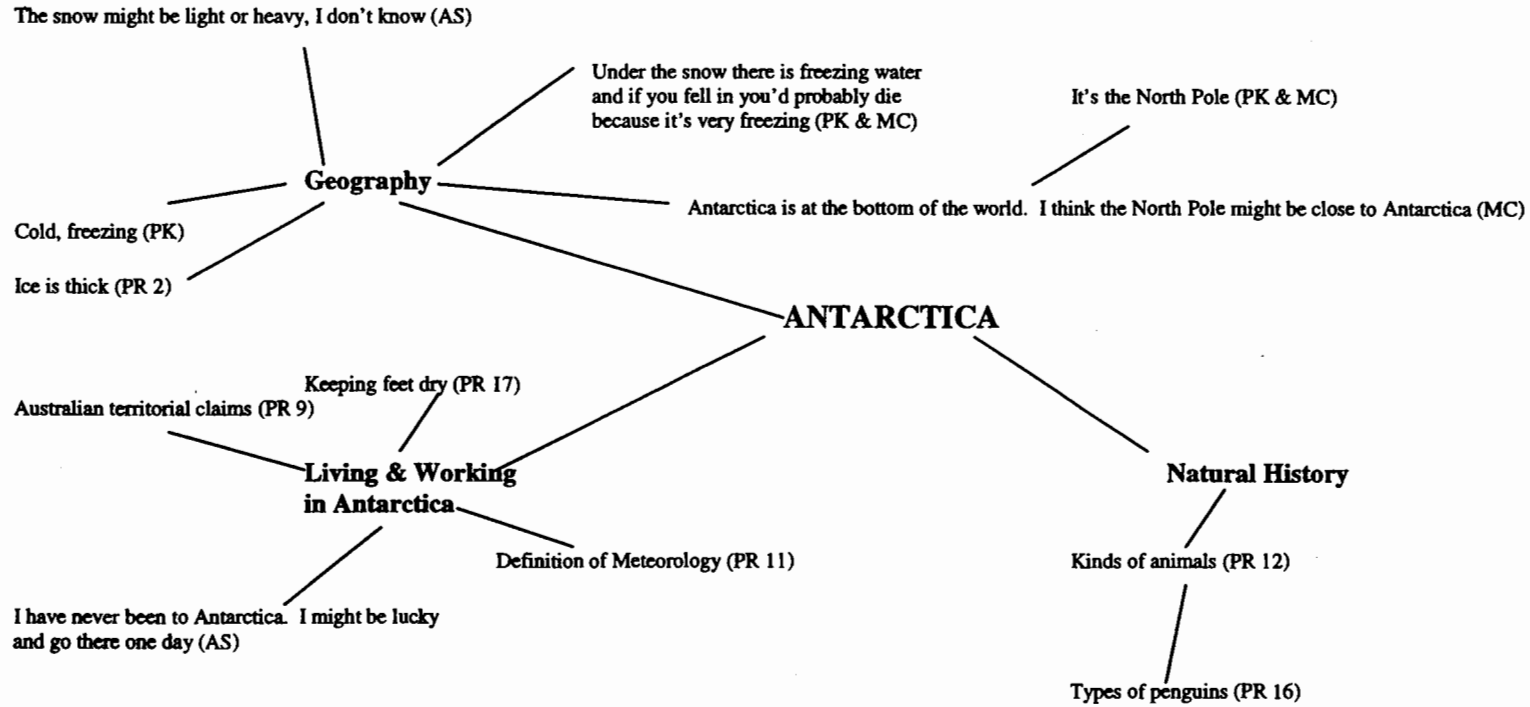 The snow might be light or heavy, I don't know (AS)
Under the snow there is freezing water
and if you fell in you'd probably die
because it's very freezing (PK & MC)
It's the North Pole (PK & MC)
Geography
Antarctica is at the bottom of the world. I think the North Pole might be close to Antarctica (MC)
Cold, freezing (PK)
Ice is thick (PR 2)
ANTARCTICA
Keeping feet dry (PR 17)
Australian territorial claims (PR 9)
Living & Working
in Antarctica
Natural History
Definition of Meteorology (PR 11)
Kinds of animals (PR 12)
I have never been to Antarctica. I might be lucky
and go there one day (AS)
Types of penguins (PR 16)